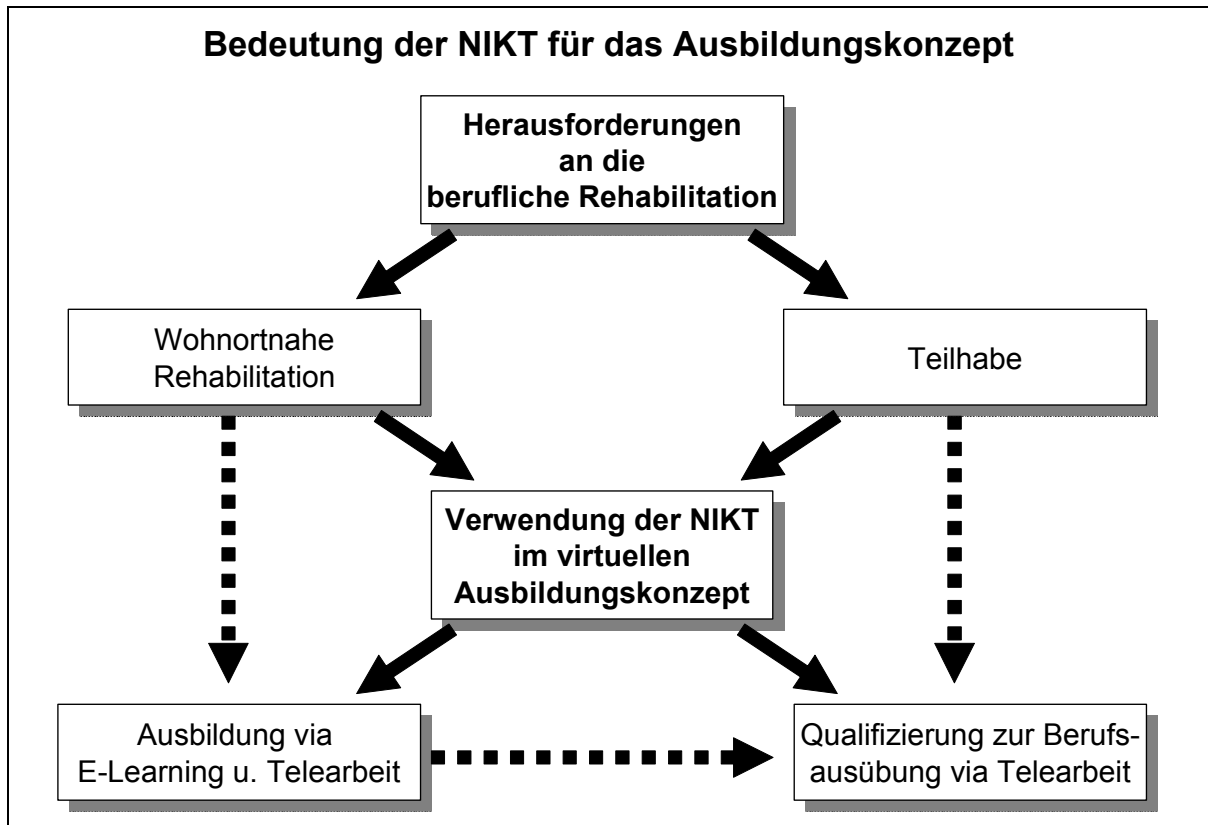 Bedeutung der NIKT für das Ausbildungskonzept
Herausforderungen
an die
berufliche Rehabilitation
Wohnortnahe
Rehabilitation
Teilhabe
Verwendung der NIKT
im virtuellen
Ausbildungskonzept
Ausbildung via
E-Learning u. Telearbeit
Qualifizierung zur Berufs-
ausübung via Telearbeit